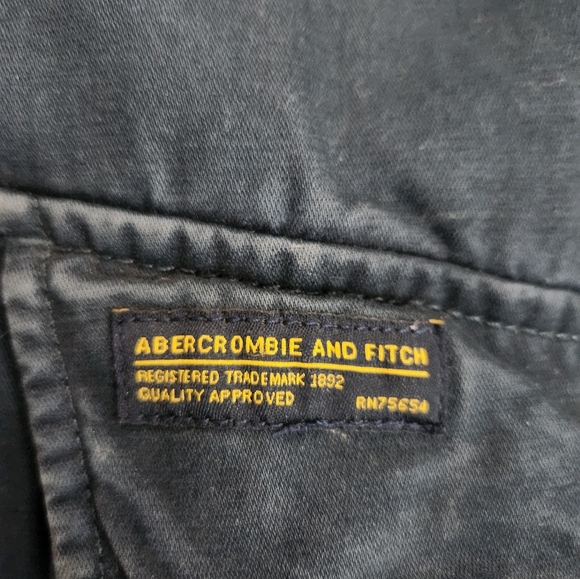 ABERCROMBIE AND FITCH
REGISTERED TRADEMARK 1892
QUALITY APPROVED RN75654